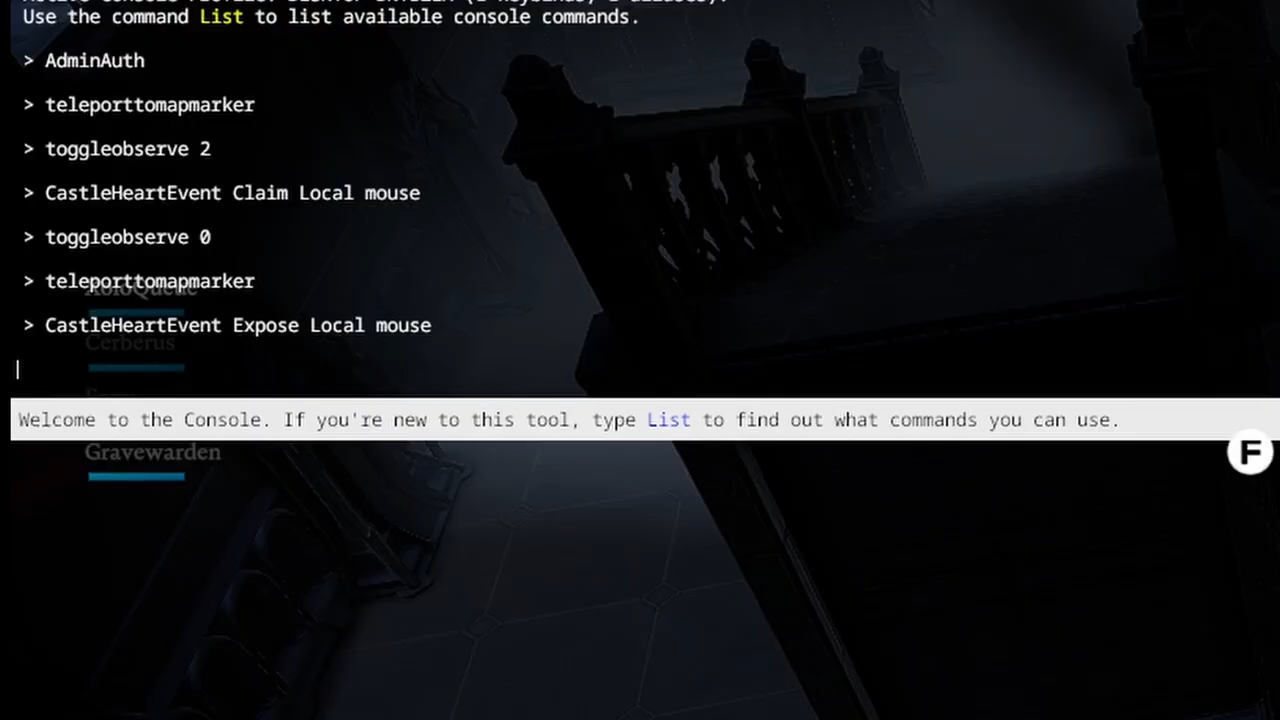 Use the command List to list available console commands.
> AdminAuth
> teleporttomapmarker
> toggleobserve 2
> CastleHeartEvent Claim Local mouse
> toggleobserve 0
> teleporttomapmarker
> CastleHeartEvent Expose Local mouse
Cerberus
Welcome to the Console. If you're new to this tool, type List to find out what commands you can use.
Gravewarden
F